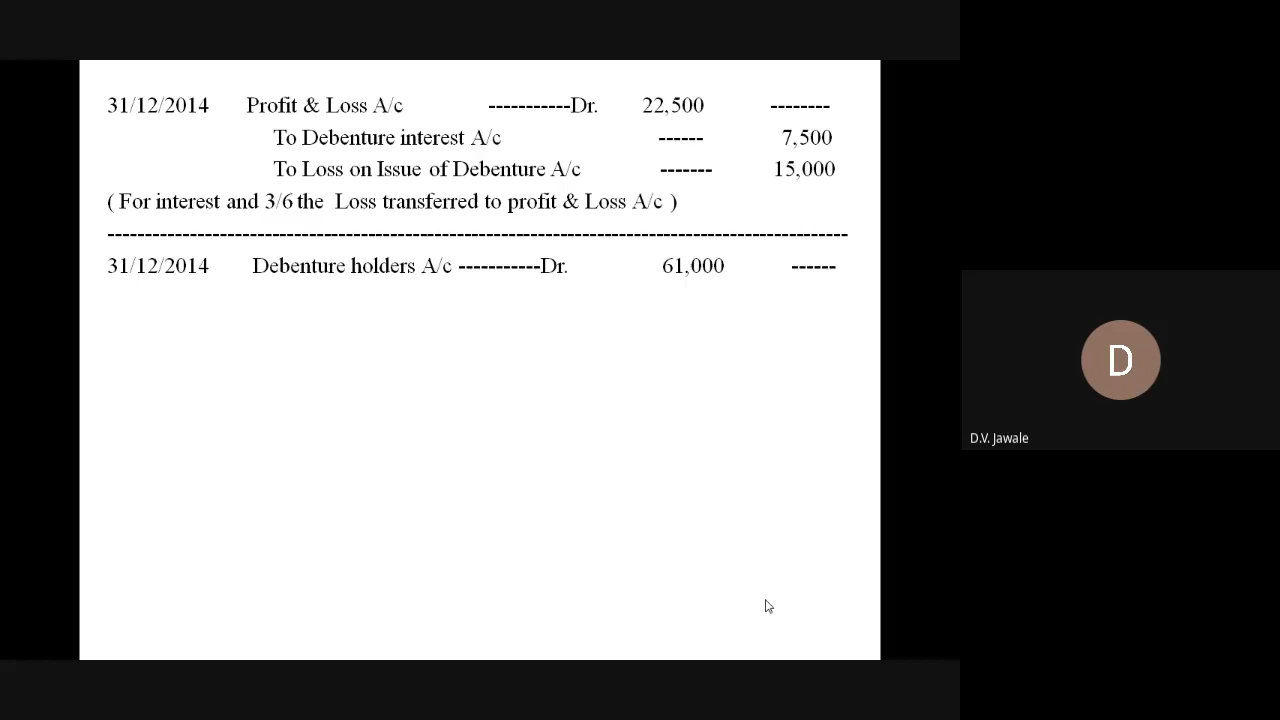 31/12/2014 Profit & Loss A/c -----------Dr. 22,500 --------
To Debenture interest A/c ------ 7,500
To Loss on Issue of Debenture A/c ------- 15,000
( For interest and 3/6 the Loss transferred to profit & Loss A/c )
----------------------------------------------------------------------------------------------------
31/12/2014 Debenture holders A/c -----------Dr. 61,000 ------
D
D.V. Jawale